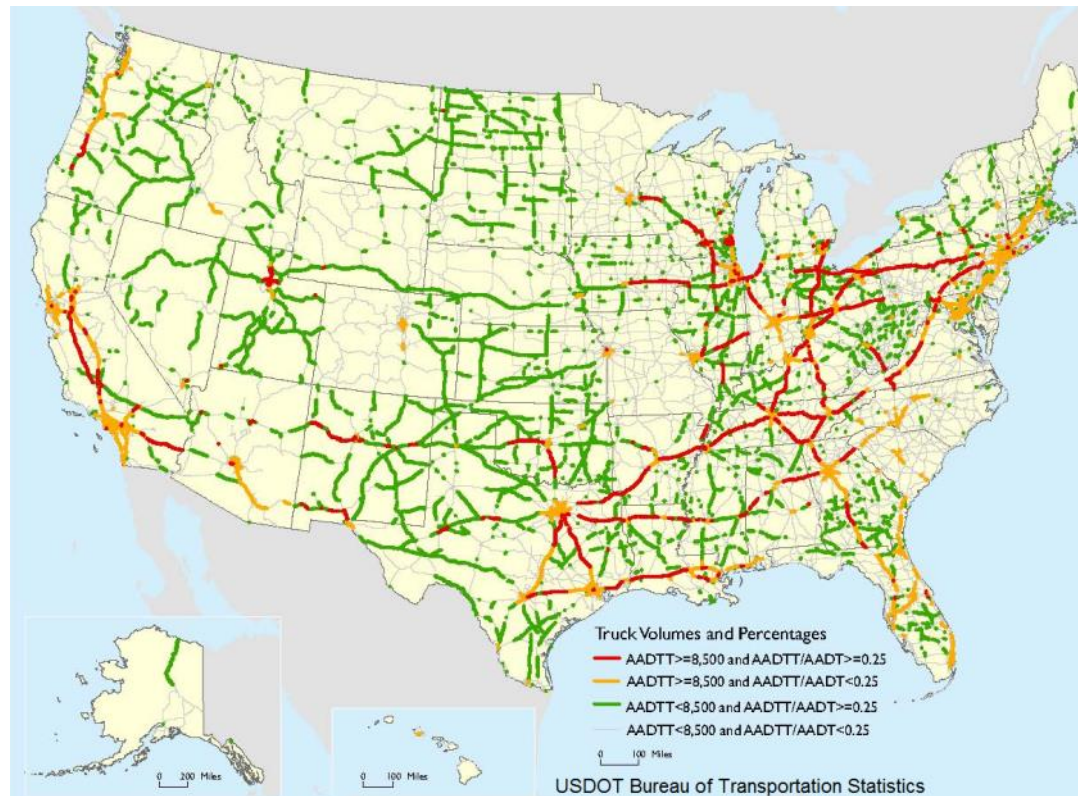 Truck Volumes and Percentages
AADTT>=8,500 and AADTT/AADT>=0.25
AADTT>=8,500 and AADTT/AADT<0.25
AADTT<8,500 and AADTT/AADT>=0.25
AADTT<8,500 and AADTT/AADT<0.25
0 100 Miles
0 200 Miles
0 100 Miles
USDOT Bureau of Transportation Statistics